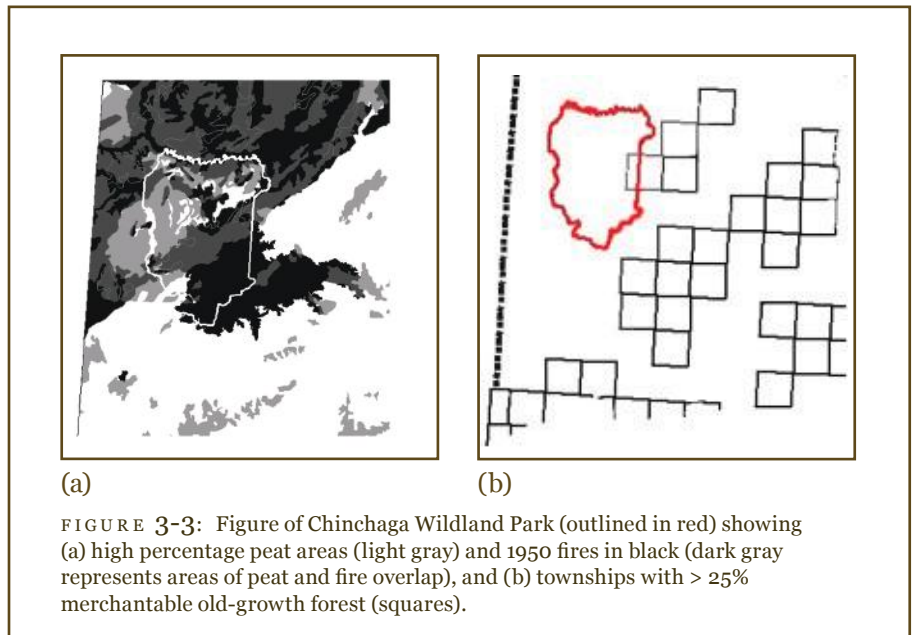 (a)
(b)
FIGURE 3-3: Figure of Chinchaga Wildland Park (outlined in red) showing
(a) high percentage peat areas (light gray) and 1950 fires in black (dark gray
represents areas of peat and fire overlap), and (b) townships with > 25%
merchantable old-growth forest (squares).